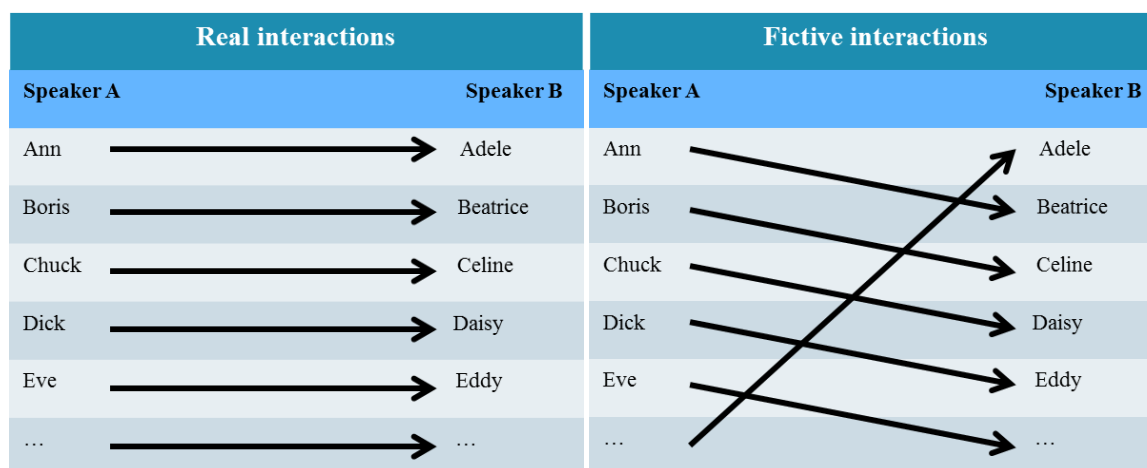 Real interactions
Speaker A Speaker B
Ann Adele
Boris Beatrice
Chuck Celine
Dick Daisy
Eve Eddy
… …
Fictive interactions
Speaker A Speaker B
Ann Adele
Boris Beatrice
Chuck Celine
Dick Daisy
Eve Eddy
… …